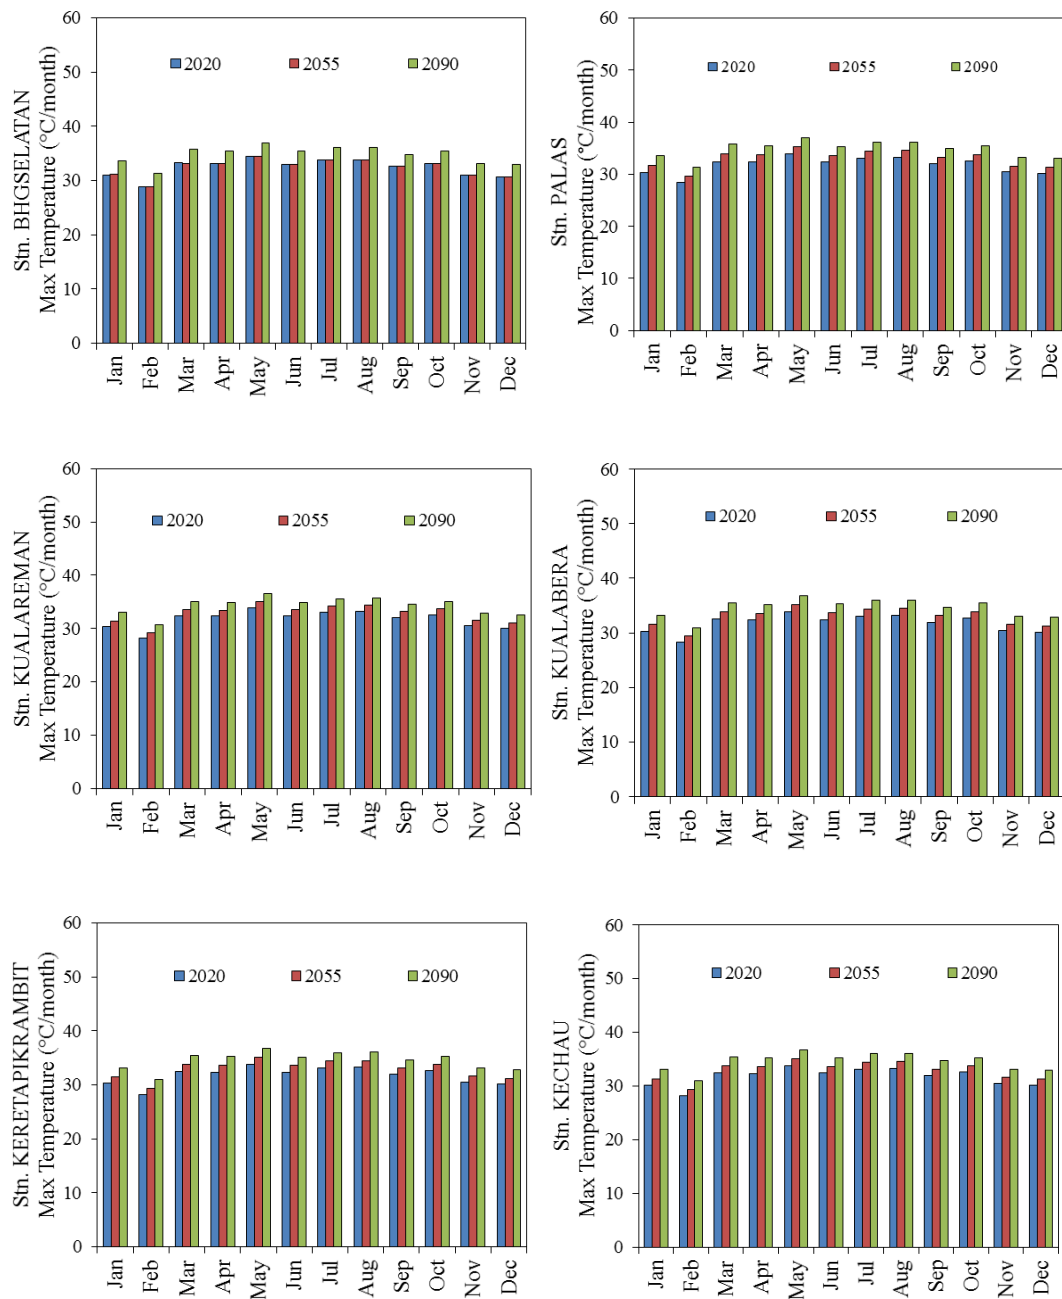 Stn. BHGSELATAN
Max Temperature (°C/month)
60
50
40
30
20
10
0
2020
2055
2090
Jan
Feb
Mar
Apr
May
Jun
Jul
Aug
Sep
Oct
Nov
Dec
Stn. PALAS
Max Temperature (°C/month)
60
50
40
30
20
10
0
2020
2055
2090
Jan
Feb
Mar
Apr
May
Jun
Jul
Aug
Sep
Oct
Nov
Dec
Stn. KUALAREMAN
Max Temperature (°C/month)
60
50
40
30
20
10
0
2020
2055
2090
Jan
Feb
Mar
Apr
May
Jun
Jul
Aug
Sep
Oct
Nov
Dec
Stn. KUALABERA
Max Temperature (°C/month)
60
50
40
30
20
10
0
2020
2055
2090
Jan
Feb
Mar
Apr
May
Jun
Jul
Aug
Sep
Oct
Nov
Dec
Stn. KERETAPIKRAMBIT
Max Temperature (°C/month)
60
50
40
30
20
10
0
2020
2055
2090
Jan
Feb
Mar
Apr
May
Jun
Jul
Aug
Sep
Oct
Nov
Dec
Stn. KECHAU
Max Temperature (°C/month)
60
50
40
30
20
10
0
2020
2055
2090
Jan
Feb
Mar
Apr
May
Jun
Jul
Aug
Sep
Oct
Nov
Dec